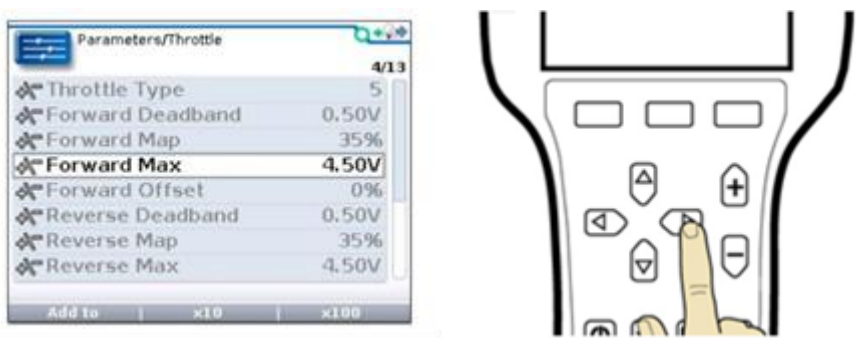 Parameters/Throttle
4/13
Throttle Type 5
Forward Deadband 0.50V
Forward Map 35%
Forward Max 4.50V
Forward Offset 0%
Reverse Deadband 0.50V
Reverse Map 35%
Reverse Max 4.50V
Add to x10 x100
+
−